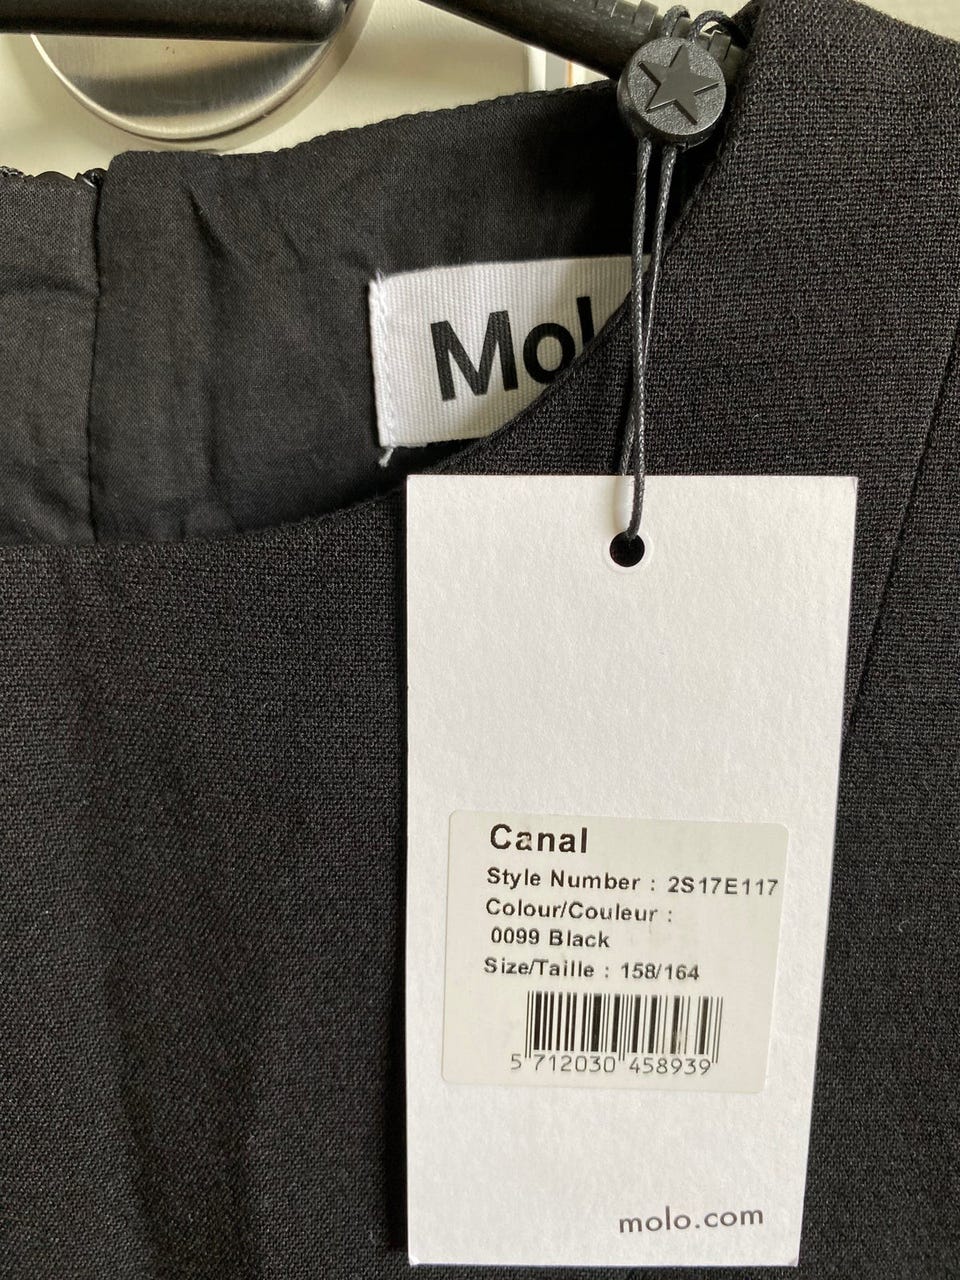 Mol
Canal
Style Number : 2S17E117
Colour/Couleur :
0099 Black
Size/Taille : 158/164
5 712030 458939
molo.com